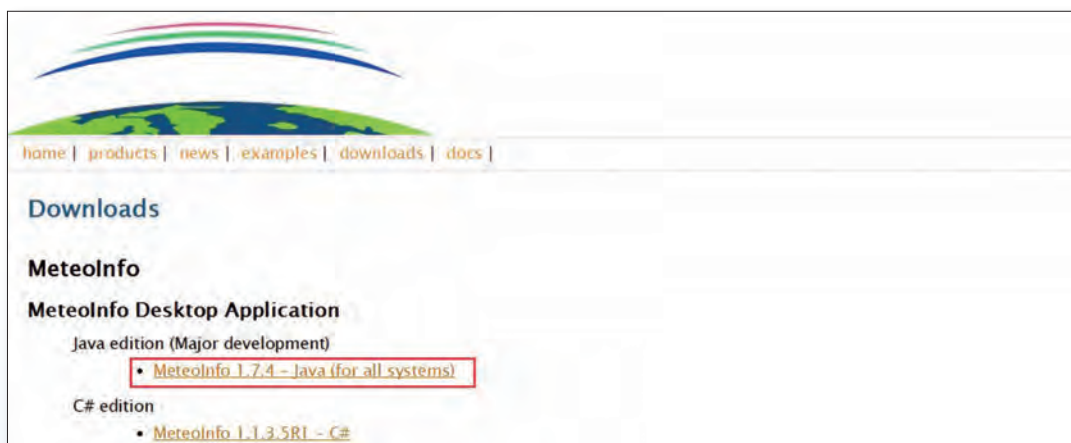 home | products | news | examples | downloads | docs |
Downloads
MeteoInfo
MeteoInfo Desktop Application
Java edition (Major development)
• MeteoInfo 1.7.4 - Java (for all systems)
C# edition
• MeteoInfo 1.1.3.5R1 - C#